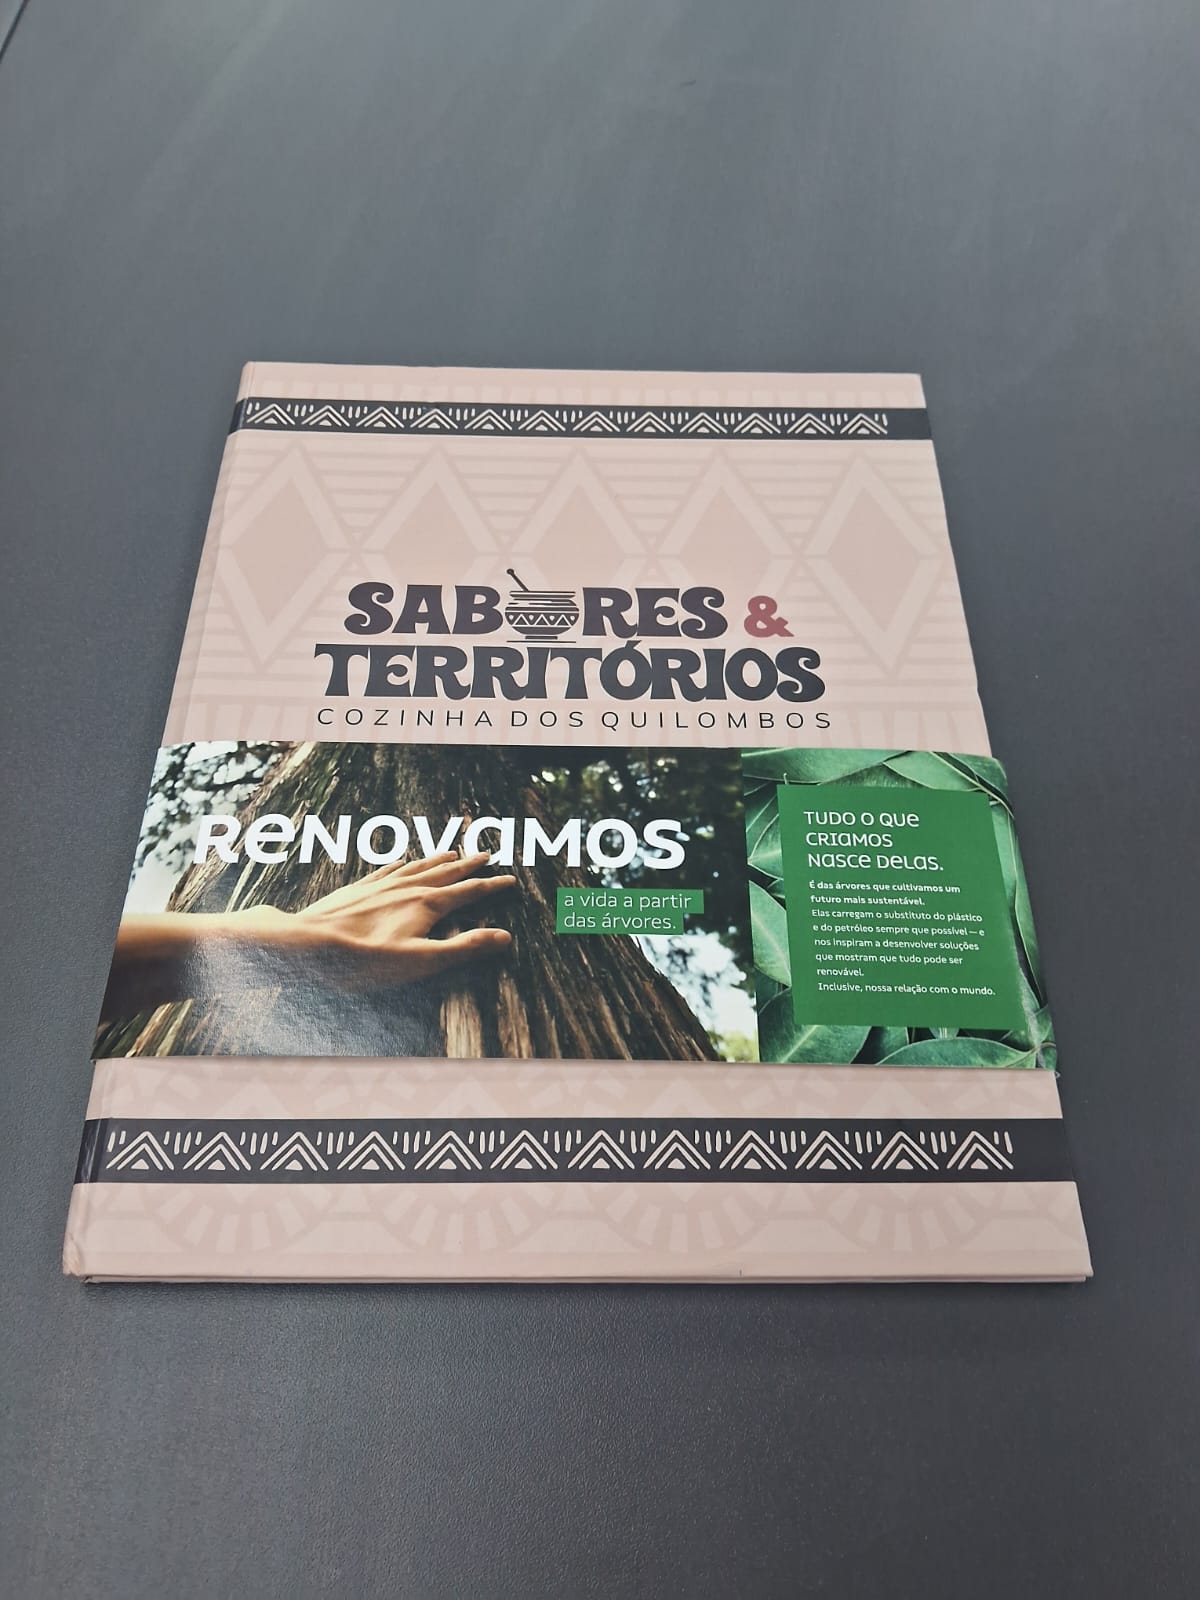 SABORES &
TERRITÓRIOS
COZINHA DOS QUILOMBOS
RENOVAMOS
a vida a partir
das árvores.
TUDO O QUE
CRIAMOS
NASCE DELAS.
É das árvores que cultivamos um
futuro mais sustentável.
Elas carregam o substituto do plástico
e do petróleo sempre que possível — e
nos inspiram a desenvolver soluções
que mostram que tudo pode ser
renovável.
Inclusive, nossa relação com o mundo.